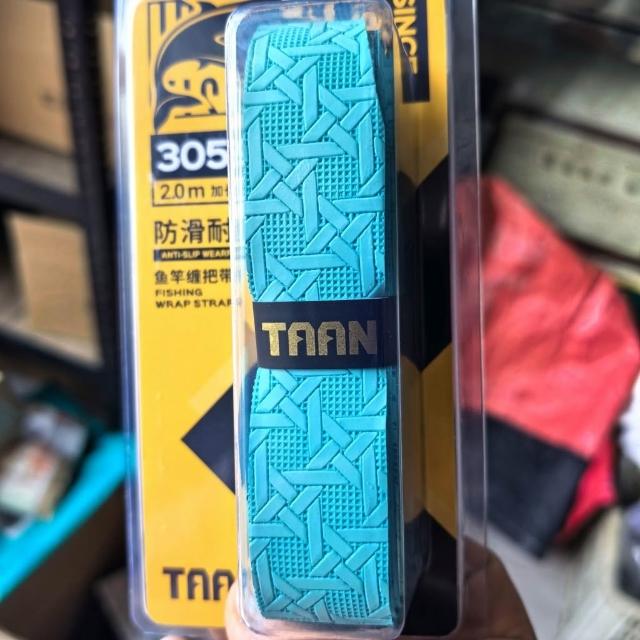 SINCE
305
2.0m 加
防滑耐
ANTI-SLIP WEAR
鱼竿缠把带
FISHING
WRAP STRAP
TAAN
TAA